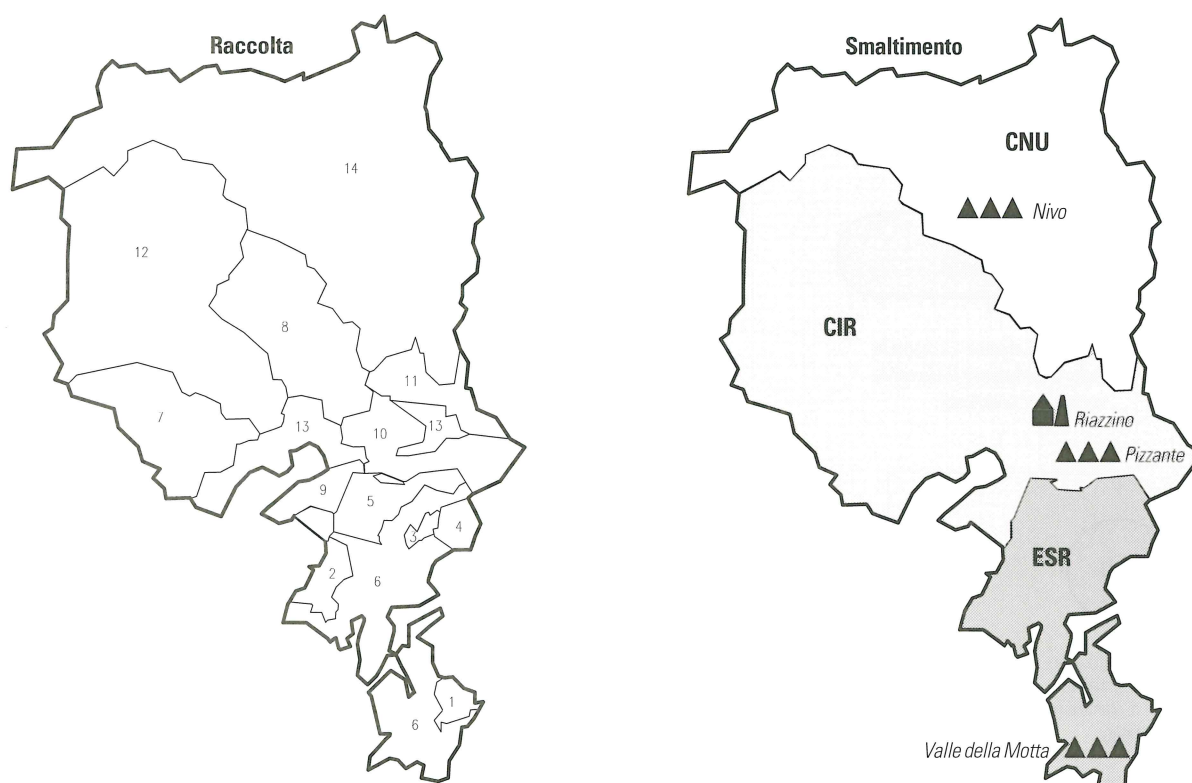 Raccolta
14
12
8
11
7
13
10
13
9
5
3
4
2
6
1
6
Smaltimento
CNU
Nivo
CIR
Riazzino
Pizzante
ESR
Valle della Motta